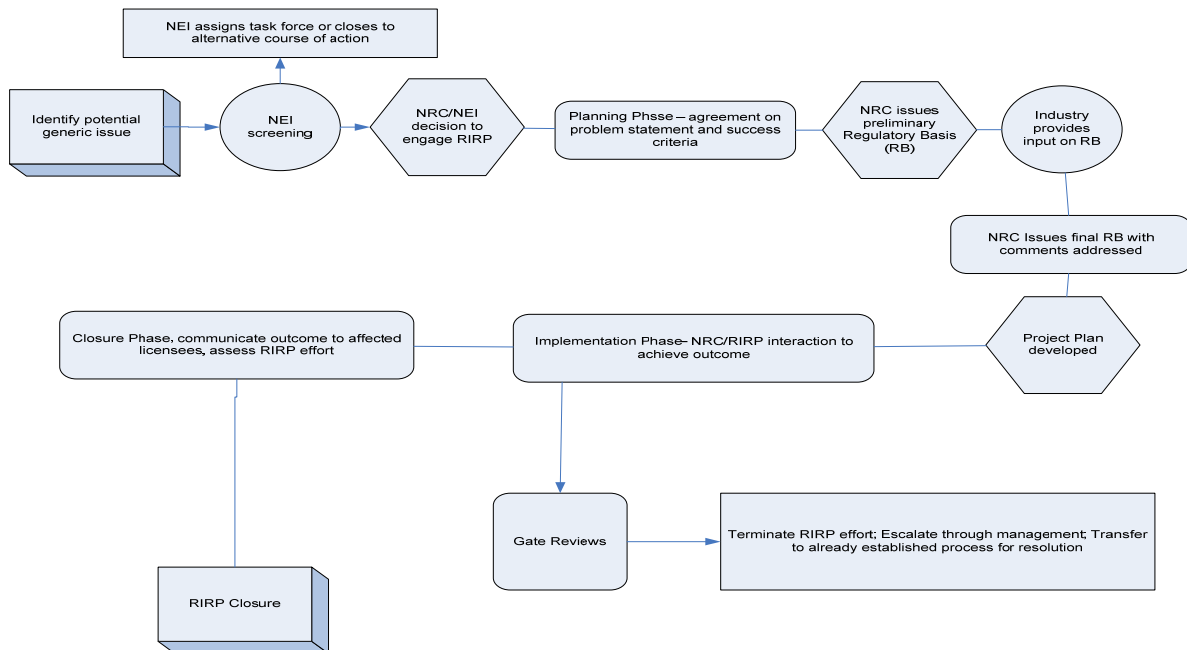 NEI assigns task force or closes to
alternative course of action
Identify potential
generic issue
NEI
screening
NRC/NEI
decision to
engage RIRP
Planning Phsse – agreement on
problem statement and success
criteria
NRC issues
preliminary
Regulatory Basis
(RB)
Industry
provides
input on RB
NRC Issues final RB with
comments addressed
Project Plan
developed
Implementation Phase– NRC/RIRP interaction to
achieve outcome
Closure Phase, communicate outcome to affected
licensees, assess RIRP effort
Gate Reviews
Terminate RIRP effort; Escalate through management; Transfer
to already established process for resolution
RIRP Closure